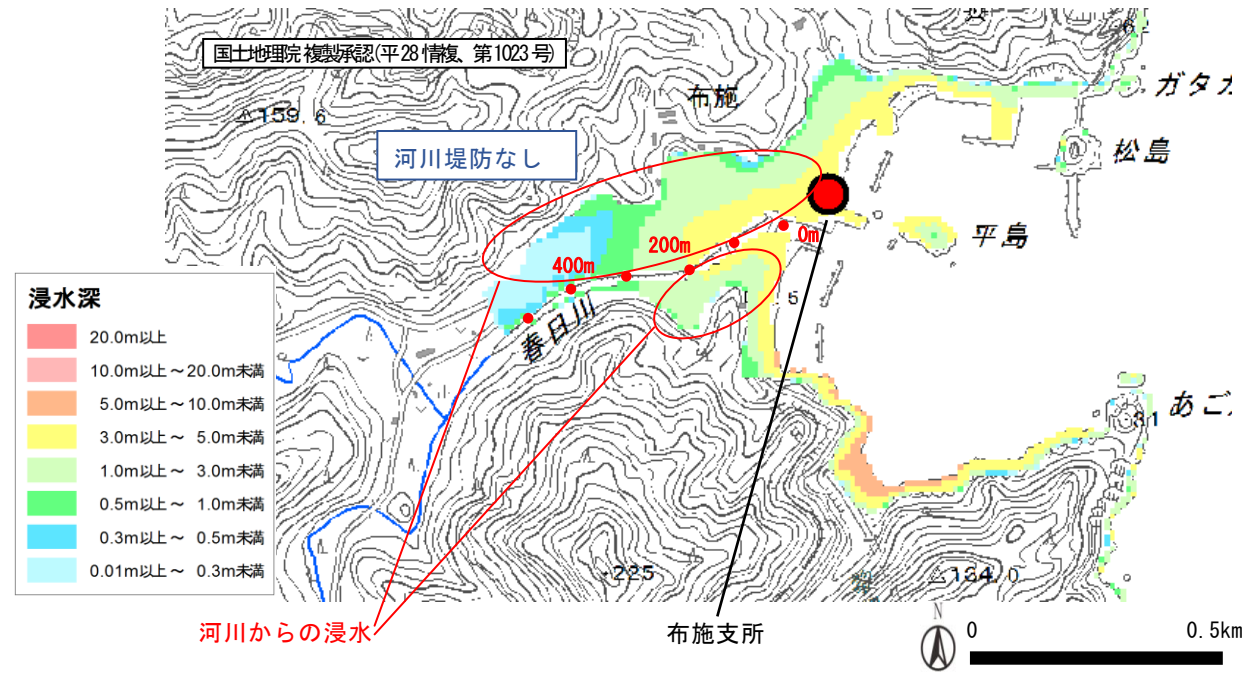 国土地理院 複製承認(平28情複、第1023号)
62
ガタガ
布施
159.6
河川堤防なし
松島
平島
0m
200m
400m
5
春日川
浸水深
20.0m以上
10.0m以上～20.0m未満
5.0m以上～10.0m未満
3.0m以上～ 5.0m未満
1.0m以上～ 3.0m未満
0.5m以上～ 1.0m未満
0.3m以上～ 0.5m未満
0.01m以上～ 0.3m未満
あご
31
225
134.0
河川からの浸水
布施支所
N
0
0.5km